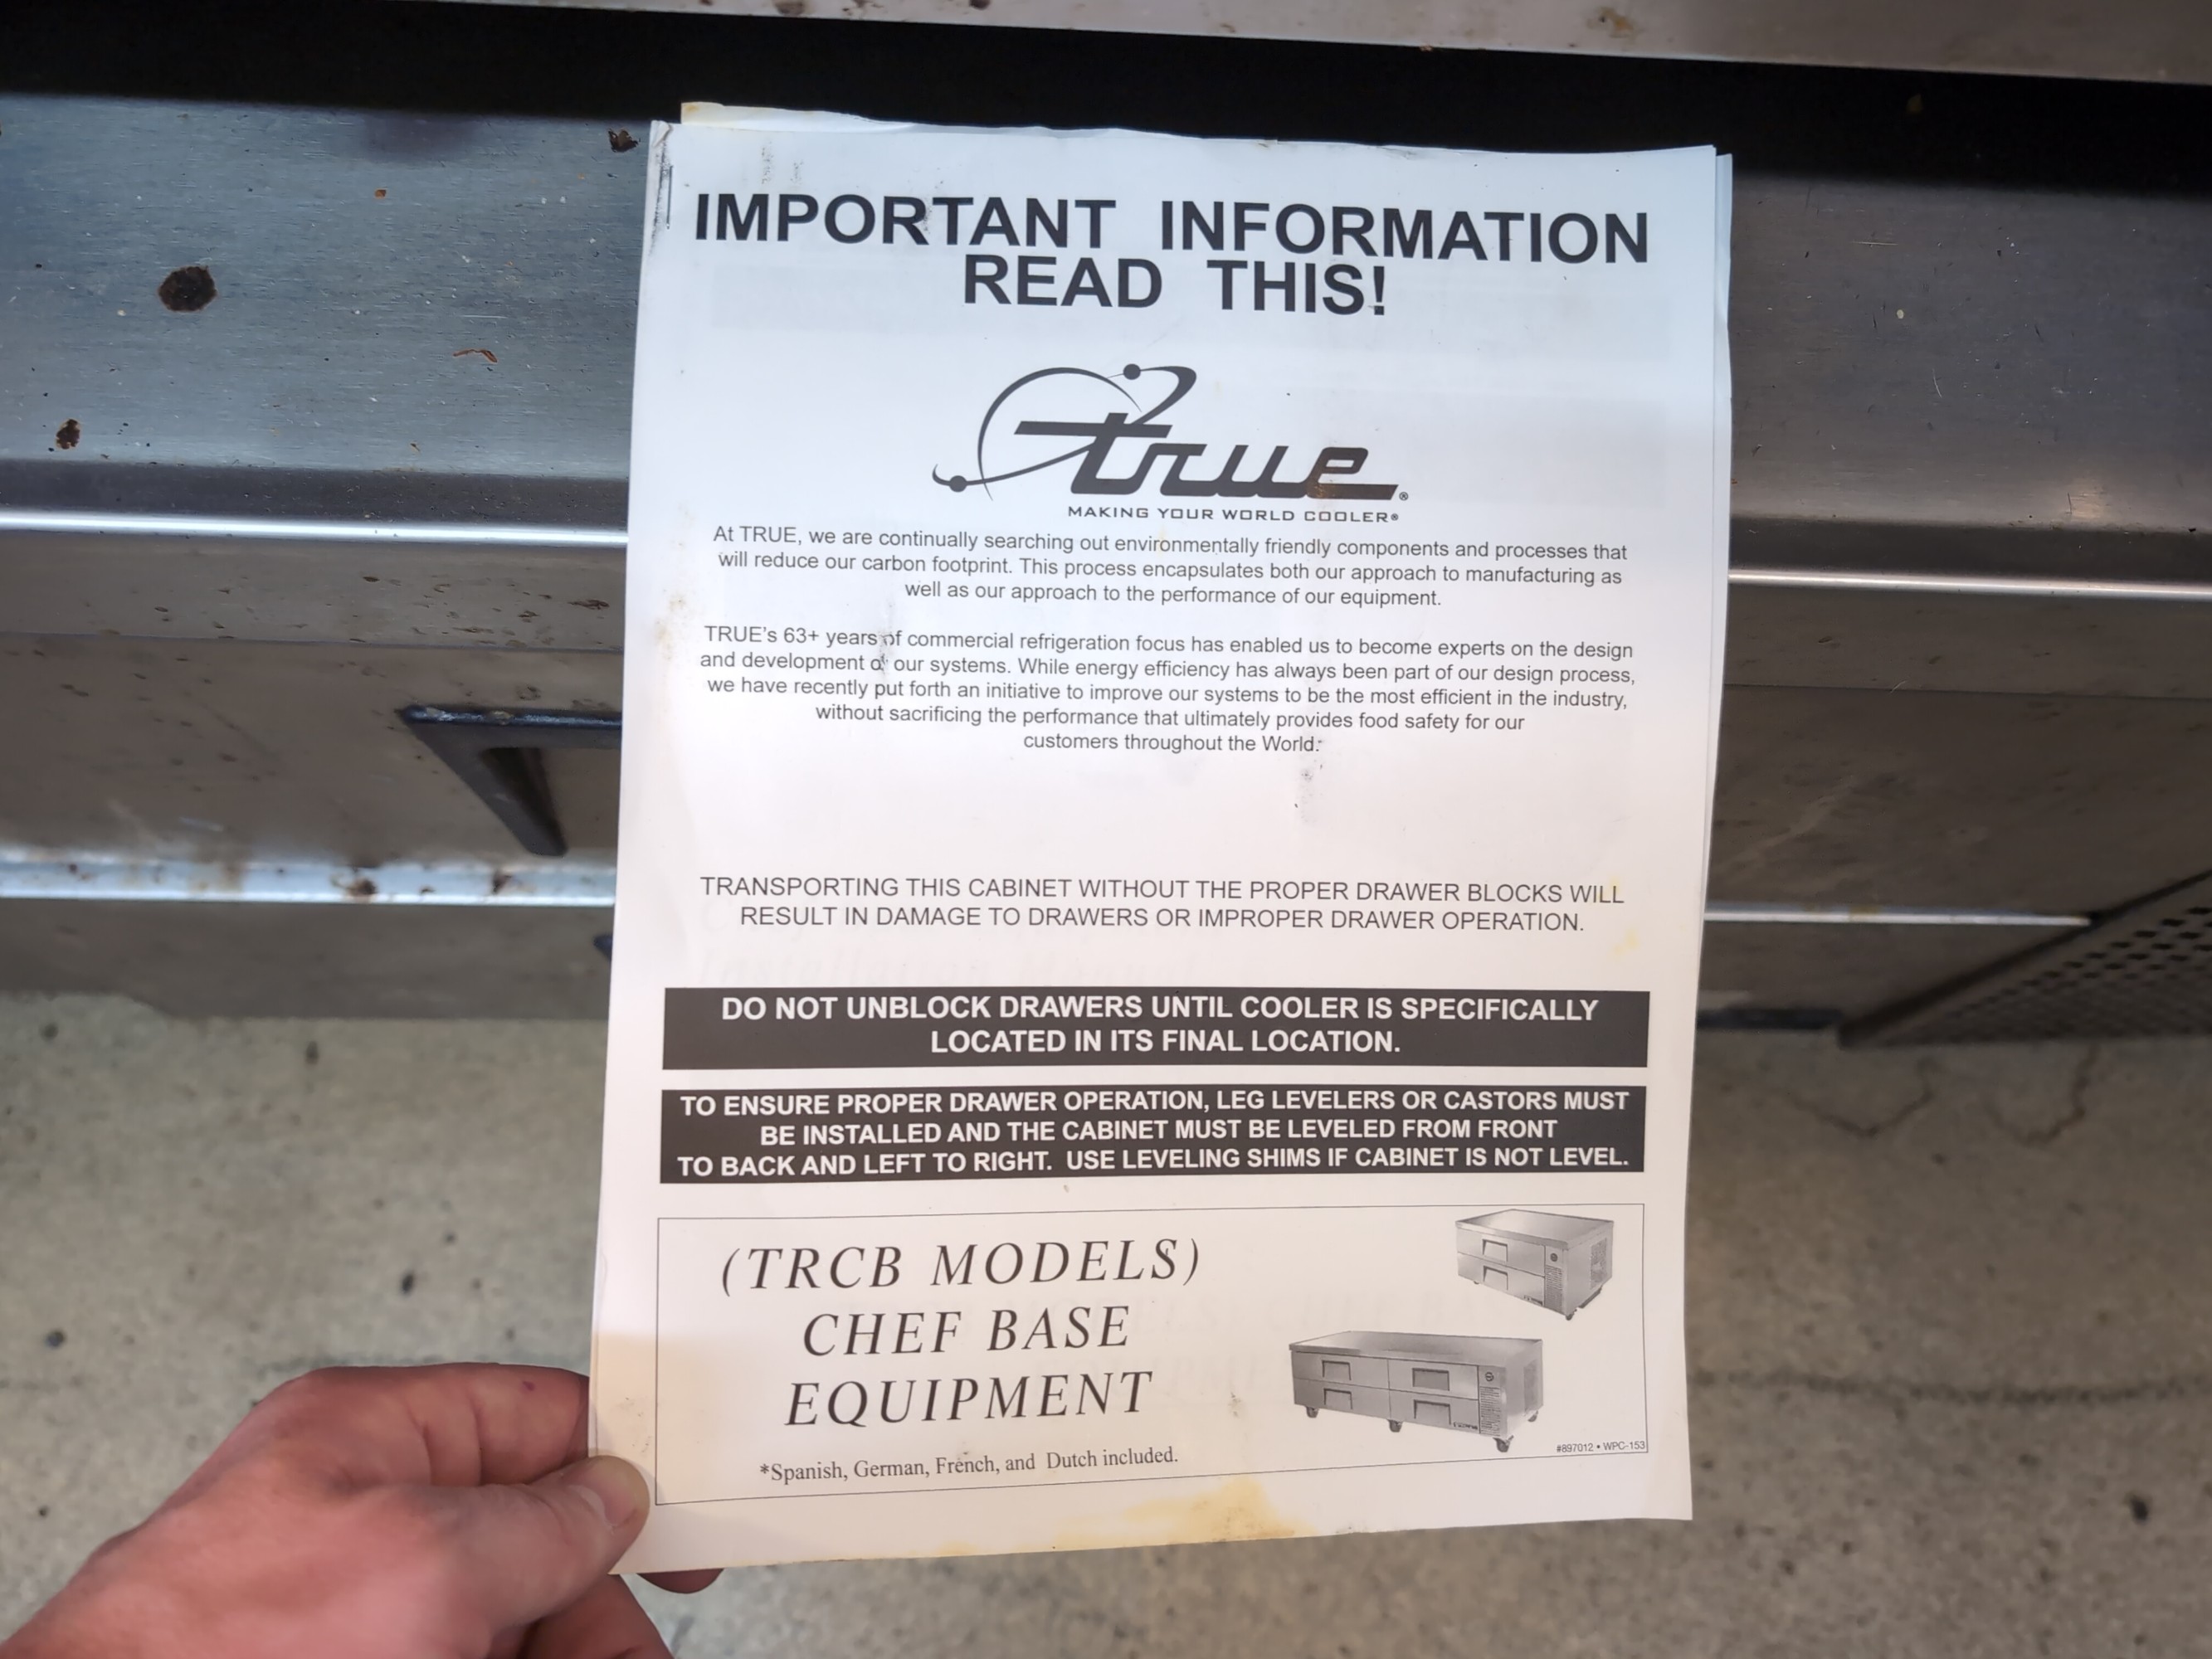 IMPORTANT INFORMATION
READ THIS!
true®
MAKING YOUR WORLD COOLER®
At TRUE, we are continually searching out environmentally friendly components and processes that
will reduce our carbon footprint. This process encapsulates both our approach to manufacturing as
well as our approach to the performance of our equipment.
TRUE's 63+ years of commercial refrigeration focus has enabled us to become experts on the design
and development of our systems. While energy efficiency has always been part of our design process,
we have recently put forth an initiative to improve our systems to be the most efficient in the industry,
without sacrificing the performance that ultimately provides food safety for our
customers throughout the World.
TRANSPORTING THIS CABINET WITHOUT THE PROPER DRAWER BLOCKS WILL
RESULT IN DAMAGE TO DRAWERS OR IMPROPER DRAWER OPERATION.
DO NOT UNBLOCK DRAWERS UNTIL COOLER IS SPECIFICALLY
LOCATED IN ITS FINAL LOCATION.
TO ENSURE PROPER DRAWER OPERATION, LEG LEVELERS OR CASTORS MUST
BE INSTALLED AND THE CABINET MUST BE LEVELED FROM FRONT
TO BACK AND LEFT TO RIGHT. USE LEVELING SHIMS IF CABINET IS NOT LEVEL.
(TRCB MODELS)
CHEF BASE
EQUIPMENT
*Spanish, German, French, and Dutch included.
#897012 • WPC-153